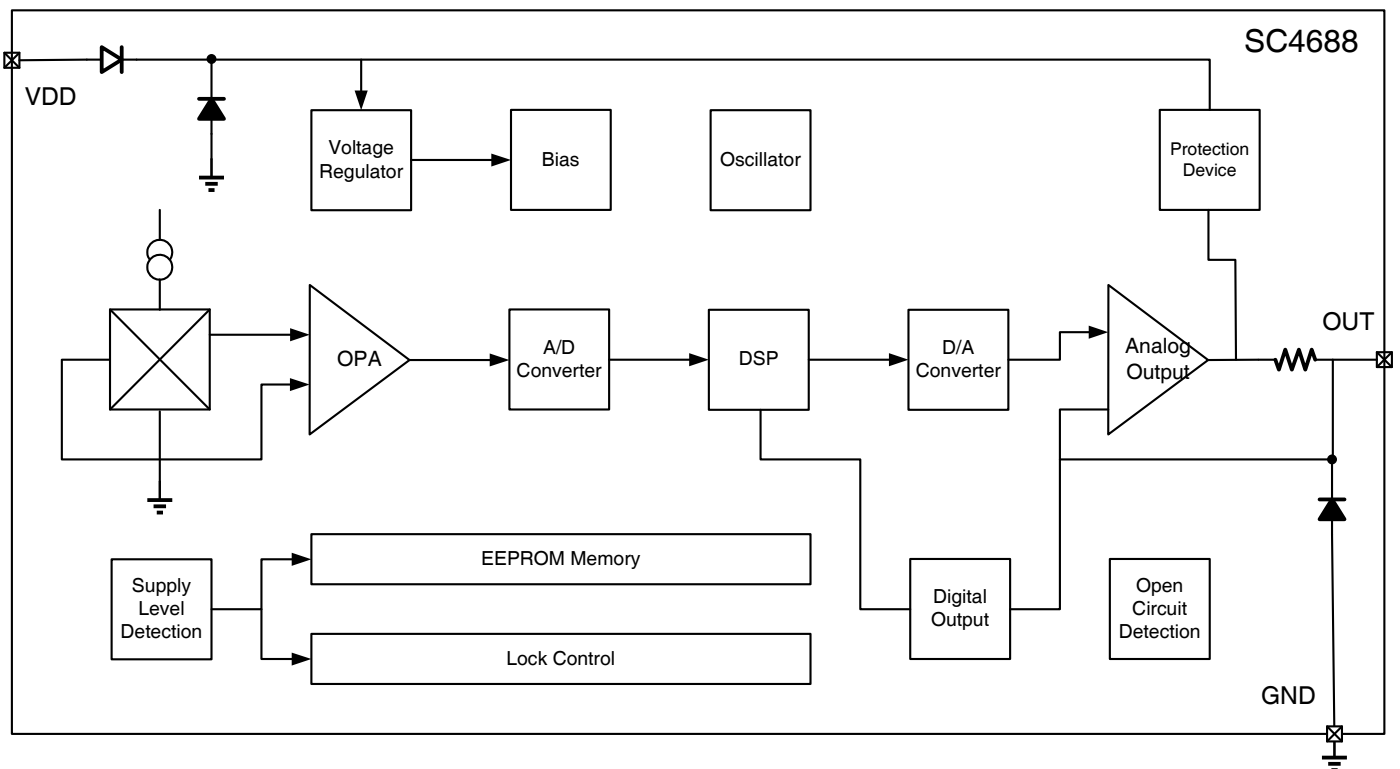 SC4688
VDD
Voltage
Regulator
Bias
Oscillator
Protection
Device
OPA
A/D
Converter
DSP
D/A
Converter
Analog
Output
OUT
Supply
Level
Detection
EEPROM Memory
Lock Control
Digital
Output
Open
Circuit
Detection
GND